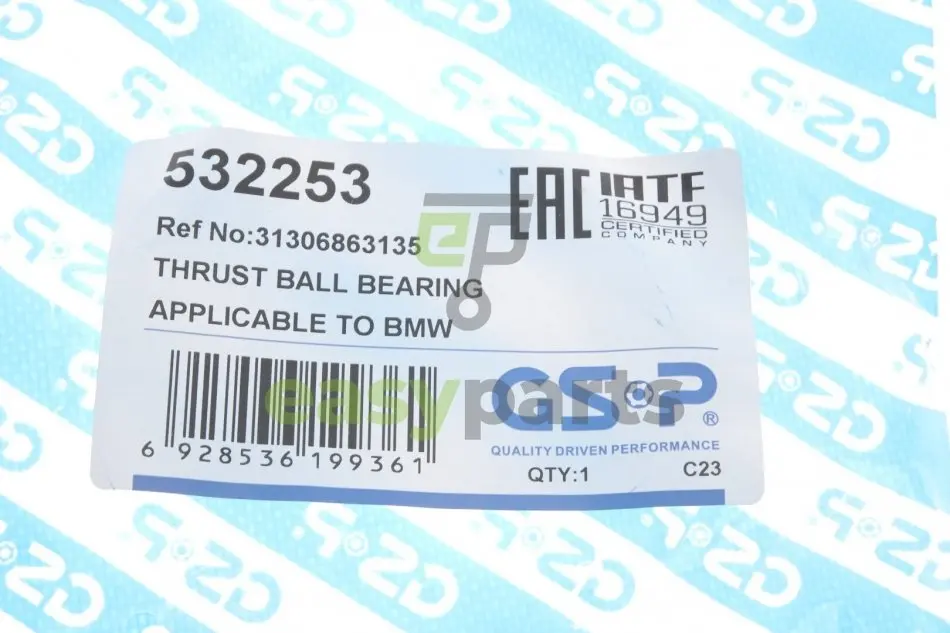 532253
EAC
IATF
16949
CERTIFIED
COMPANY
Ref No:31306863135
THRUST BALL BEARING
APPLICABLE TO BMW
ep
easyparts
GSP ®
QUALITY DRIVEN PERFORMANCE
6 928536 199361
QTY:1
C23